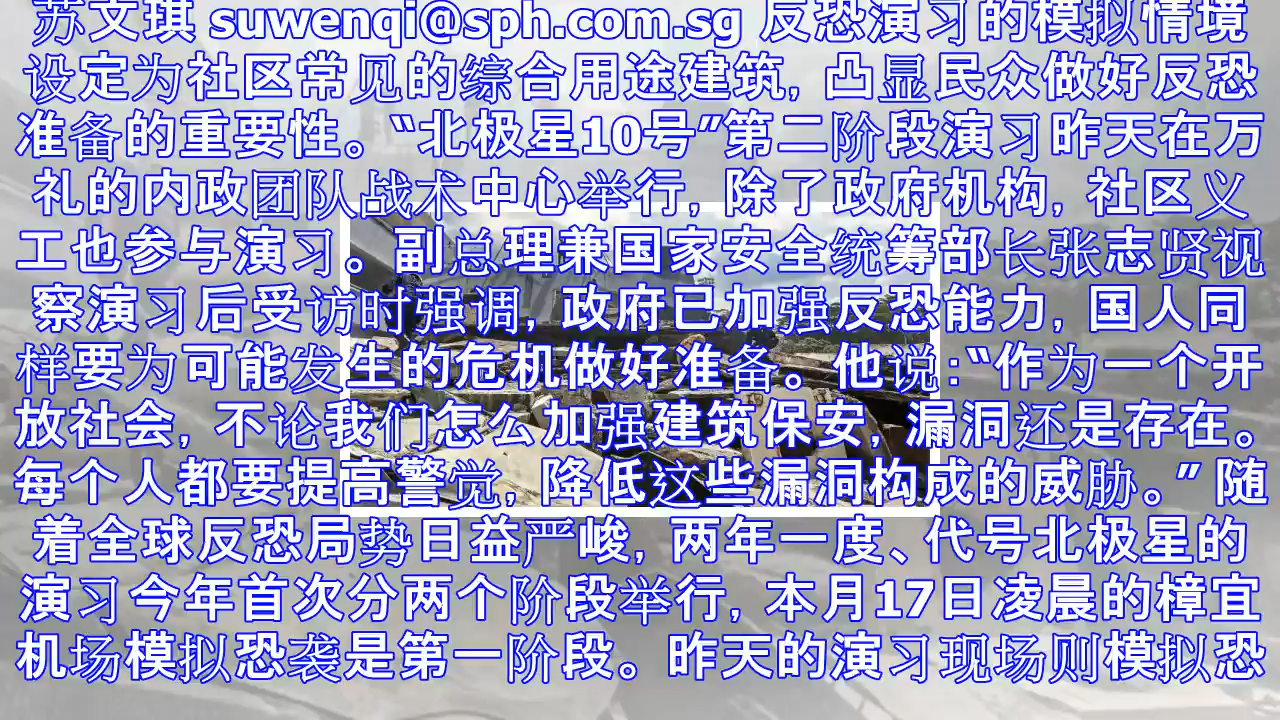 苏文琪 suwenqi@sph.com.sg 反恐演习的模拟情境
设定为社区常见的综合用途建筑, 凸显民众做好反恐
准备的重要性。“北极星10号”第二阶段演习昨天在万
礼的内政团队战术中心举行, 除了政府机构, 社区义
工也参与演习。副总理兼国家安全统筹部长张志贤视
察演习后受访时强调, 政府已加强反恐能力, 国人同
样要为可能发生的危机做好准备。他说:“作为一个开
放社会, 不论我们怎么加强建筑保安, 漏洞还是存在。
每个人都要提高警觉, 降低这些漏洞构成的威胁。” 随
着全球反恐局势日益严峻, 两年一度、代号北极星的
演习今年首次分两个阶段举行, 本月17日凌晨的樟宜
机场模拟恐袭是第一阶段。昨天的演习现场则模拟恐